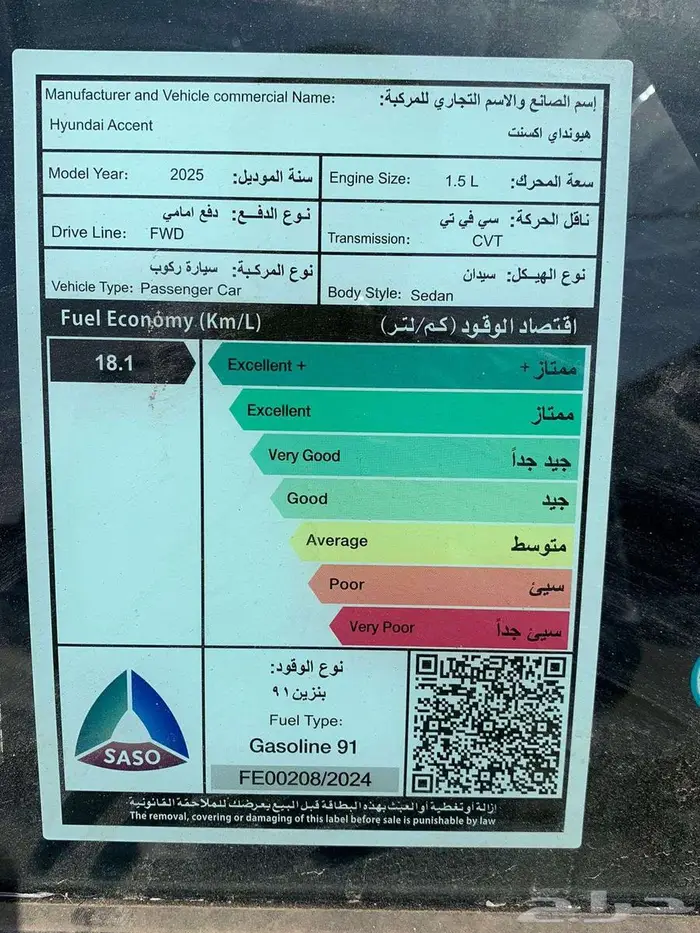 Manufacturer and Vehicle commercial Name: إسم الصانع والاسم التجاري للمركبة:
Hyundai Accent هيونداي اكسنت
Model Year: 2025 سنة الموديل:
Engine Size: 1.5 L سعة المحرك:
نوع الدفع: دفع امامي
Drive Line: FWD
ناقل الحركة: سي في تي
Transmission: CVT
نوع المركبة: سيارة ركوب
Vehicle Type: Passenger Car
نوع الهيكل: سيدان
Body Style: Sedan
Fuel Economy (Km/L) اقتصاد الوقود (كم/لتر)
18.1
Excellent + ممتاز +
Excellent ممتاز
Very Good جيد جداً
Good جيد
Average متوسط
Poor سيئ
Very Poor سيئ جداً
SASO
نوع الوقود:
بنزين ٩١
Fuel Type:
Gasoline 91
FE00208/2024
ازالة أو تغطية أو العبث بهذه البطاقة قبل البيع يعرضك للملاحقة القانونية
The removal, covering or damaging of this label before sale is punishable by law
حراج